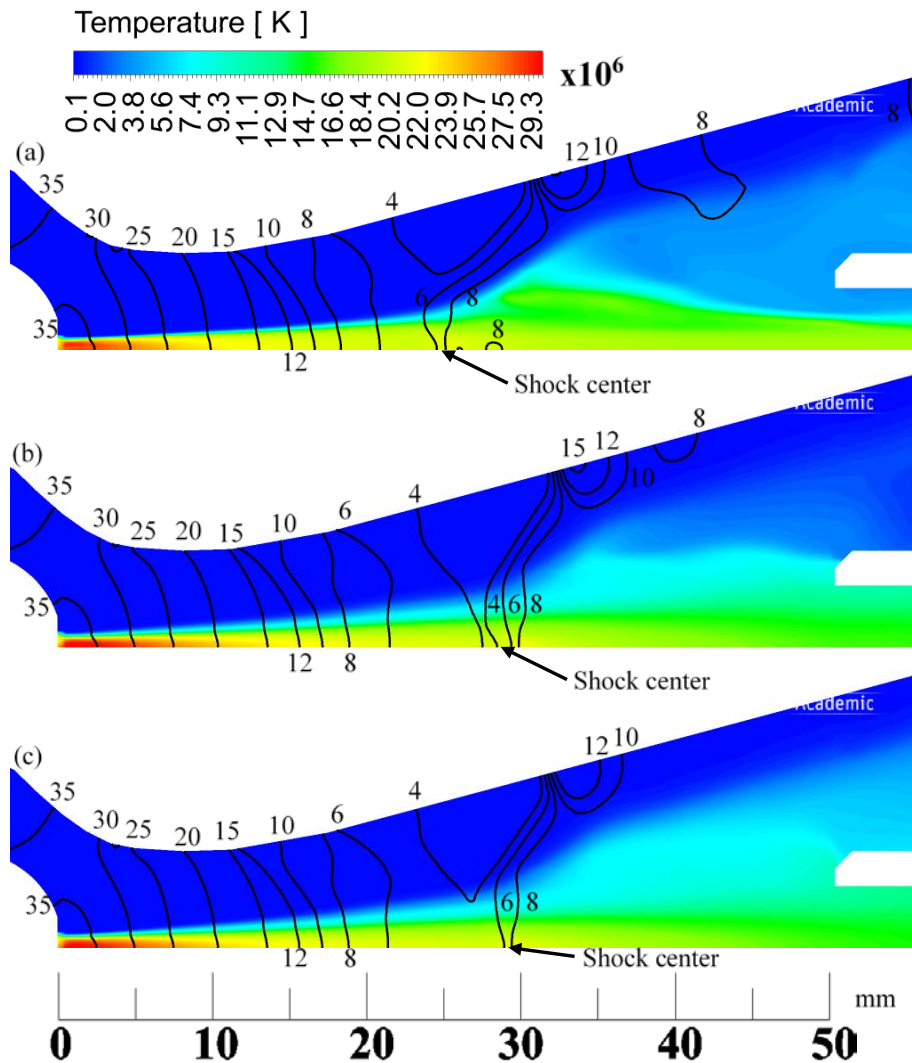 Temperature [ K ]
x10⁶
0.1 2.0 3.8 5.6 7.4 9.3 11.1 12.9 14.7 16.6 18.4 20.2 22.0 23.9 25.7 27.5 29.3
Academic
(a)
35 30 25 20 15 10 8 4 12 10 8 8
35 12 6 8 8
Shock center
Academic
(b)
35 30 25 20 15 10 6 4 15 12 10 8
35 12 8 4 6 8
Shock center
Academic
(c)
35 30 25 20 15 10 6 4 12 10
35 12 8 6 8
Shock center
mm
0 10 20 30 40 50